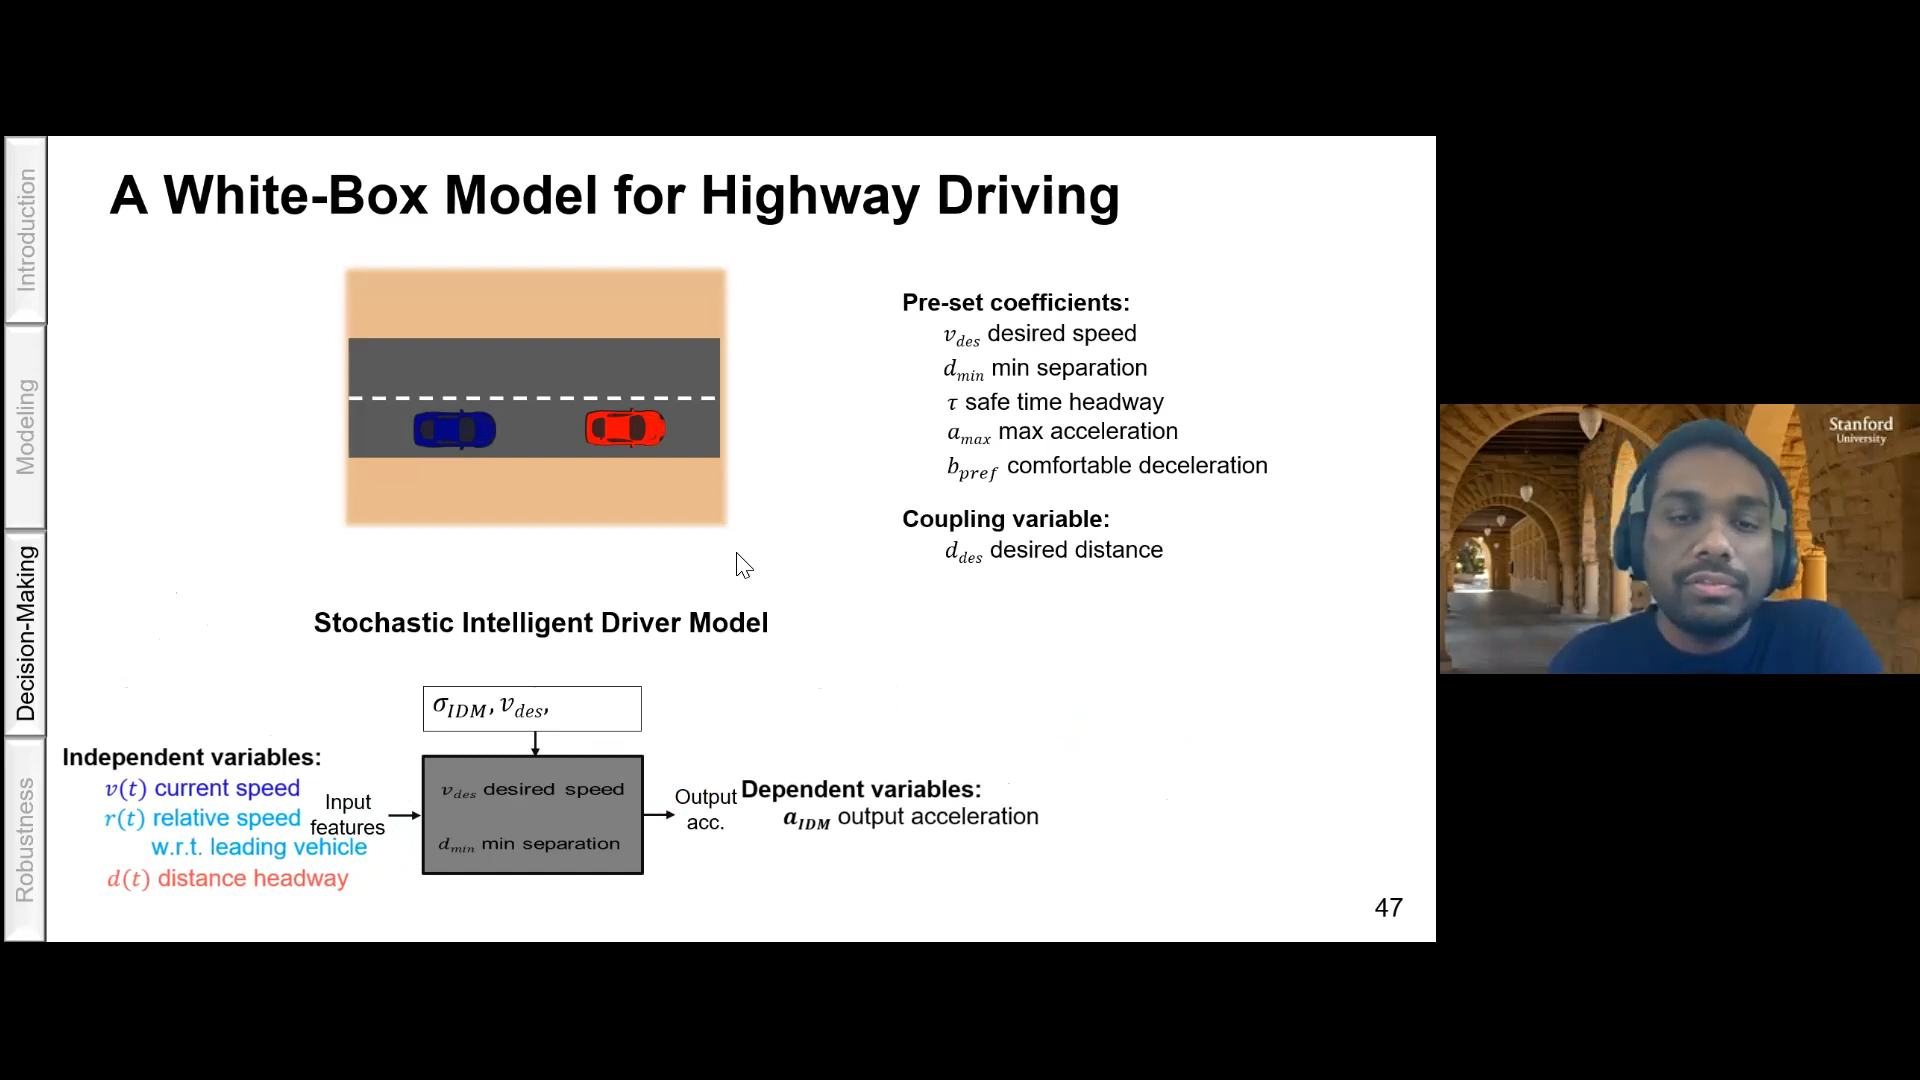 Introduction
Modeling
Decision-Making
Robustness
A White-Box Model for Highway Driving
Pre-set coefficients:
v_des desired speed
d_min min separation
τ safe time headway
a_max max acceleration
b_pref comfortable deceleration
Coupling variable:
d_des desired distance
Stochastic Intelligent Driver Model
σ_IDM, v_des,
Independent variables:
v(t) current speed
r(t) relative speed
w.r.t. leading vehicle
d(t) distance headway
Input
features
v_des desired speed
d_min min separation
Output
acc.
Dependent variables:
a_IDM output acceleration
47
Stanford
University